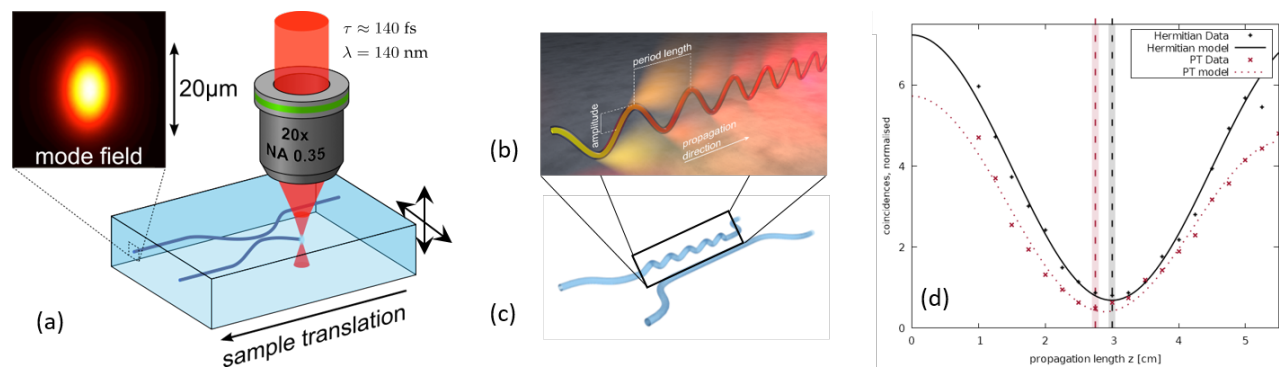 τ ≈ 140 fs
λ = 140 nm
20μm
mode field
20x
NA 0.35
sample translation
(a)
period length
amplitude
propagation
direction
(b)
(c)
Hermitian Data
Hermitian model
PT Data
PT model
coincidences, normalised
6
4
2
0
0
1
2
3
4
5
propagation length z [cm]
(d)